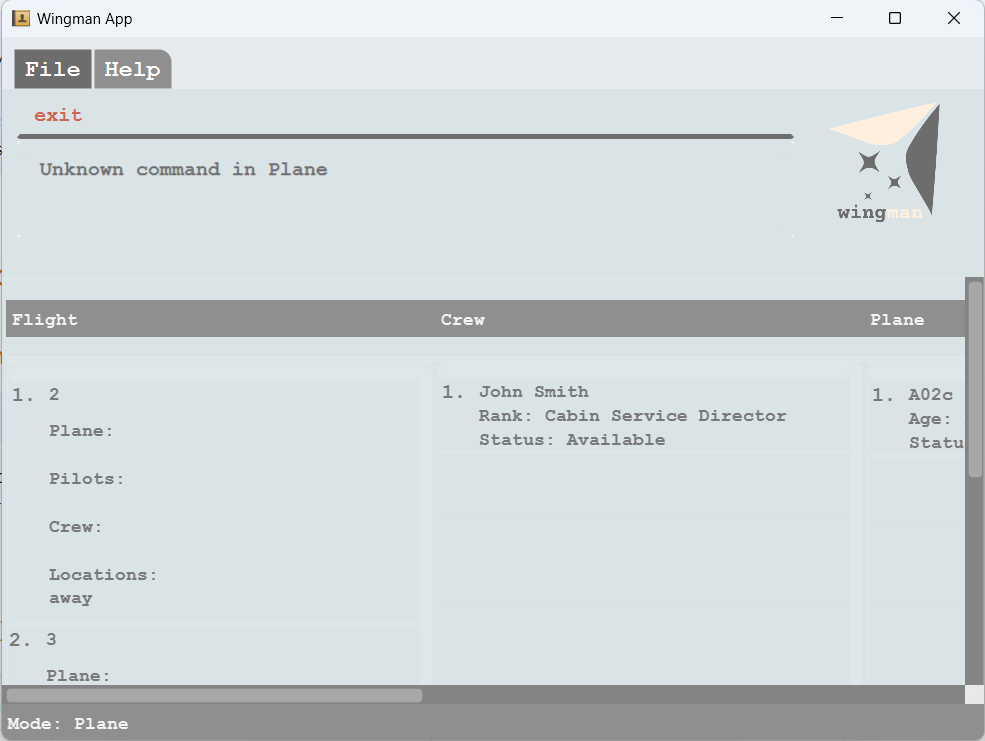 Wingman App
File Help
exit
Unknown command in Plane
wingman
Flight Crew Plane
1. 2
Plane:
Pilots:
Crew:
Locations:
away
2. 3
Plane:
1. John Smith
Rank: Cabin Service Director
Status: Available
1. A02c
Age:
Statu
Mode: Plane